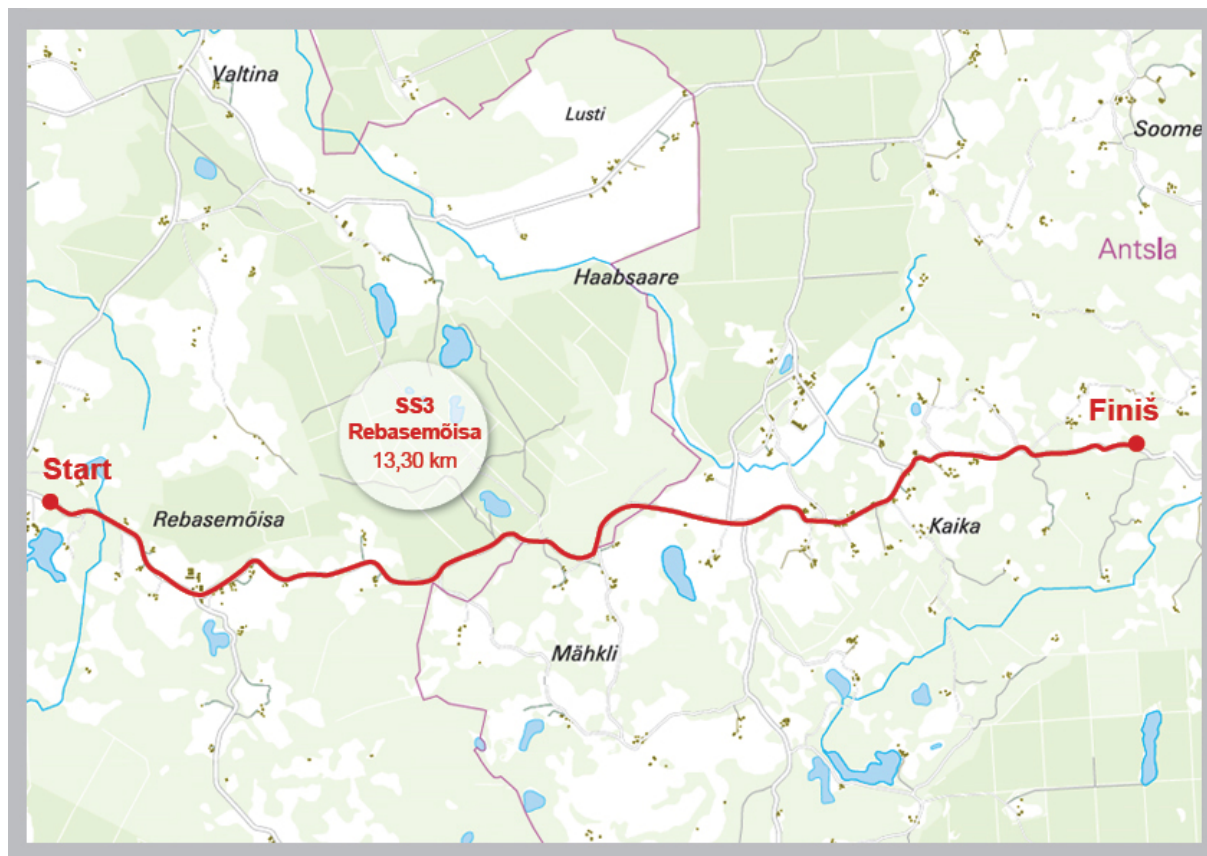 Valtina
Lusti
Soome
Antsla
Haabsaare
SS3
Rebasemõisa
13,30 km
Finiš
Start
Rebasemõisa
Kaika
Mähkli